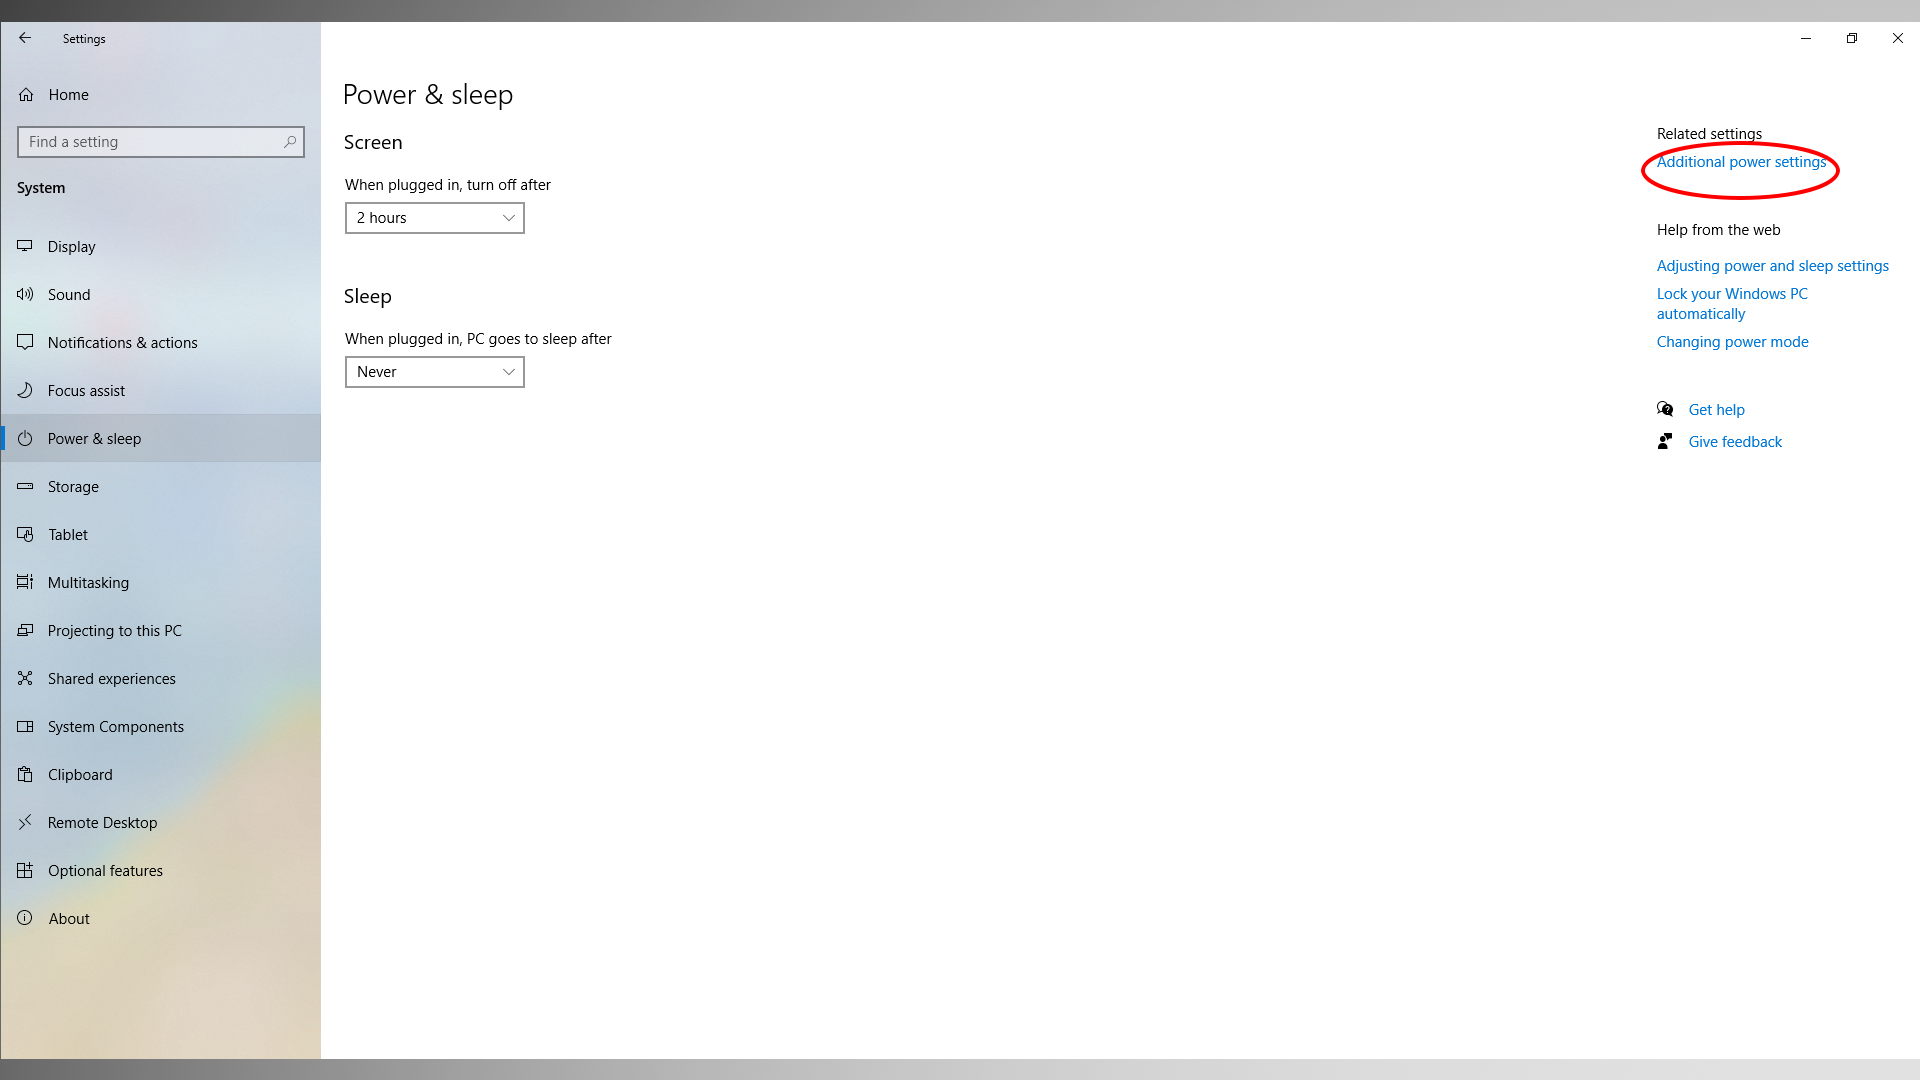 Settings
Home
Find a setting
System
Display
Sound
Notifications & actions
Focus assist
Power & sleep
Storage
Tablet
Multitasking
Projecting to this PC
Shared experiences
System Components
Clipboard
Remote Desktop
Optional features
About
Power & sleep
Screen
When plugged in, turn off after
2 hours
Sleep
When plugged in, PC goes to sleep after
Never
Related settings
Additional power settings
Help from the web
Adjusting power and sleep settings
Lock your Windows PC
automatically
Changing power mode
Get help
Give feedback